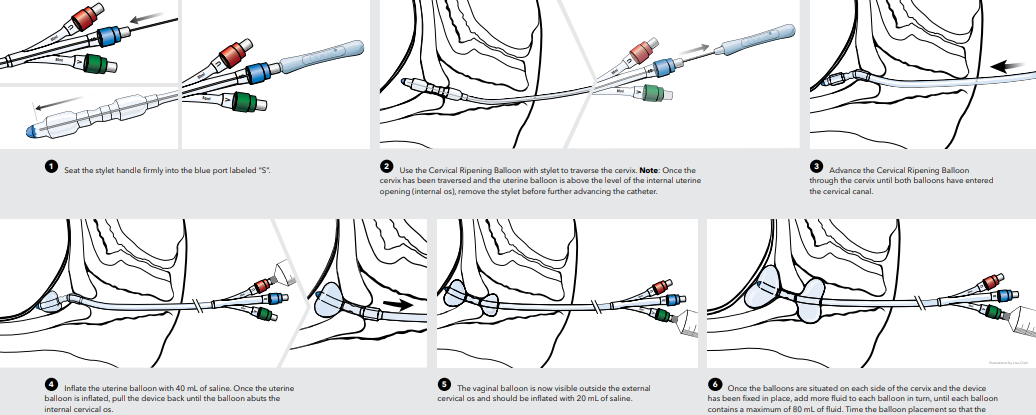 1 Seat the stylet handle firmly into the blue port labeled "S".
2 Use the Cervical Ripening Balloon with stylet to traverse the cervix. Note: Once the
cervix has been traversed and the uterine balloon is above the level of the internal uterine
opening (internal os), remove the stylet before further advancing the catheter.
3 Advance the Cervical Ripening Balloon
through the cervix until both balloons have entered
the cervical canal.
4 Inflate the uterine balloon with 40 mL of saline. Once the uterine
balloon is inflated, pull the device back until the balloon abuts the
internal cervical os.
5 The vaginal balloon is now visible outside the external
cervical os and should be inflated with 20 mL of saline.
6 Once the balloons are situated on each side of the cervix and the device
has been fixed in place, add more fluid to each balloon in turn, until each balloon
contains a maximum of 80 mL of fluid. Time the balloon placement so that the